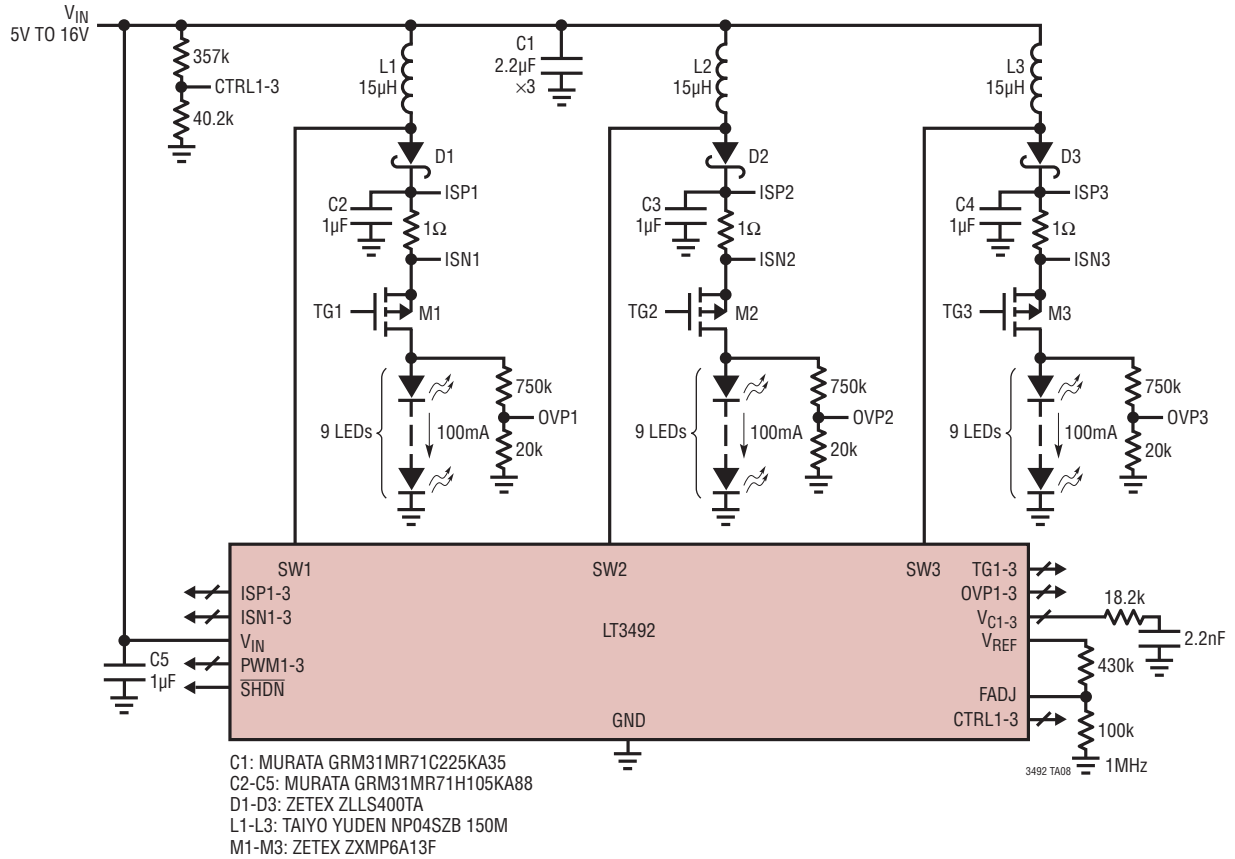 VIN
5V TO 16V
357k
CTRL1-3
40.2k
L1
15µH
C1
2.2µF
×3
L2
15µH
L3
15µH
D1
ISP1
C2
1µF
1Ω
ISN1
TG1
M1
750k
OVP1
20k
9 LEDs
100mA
D2
ISP2
C3
1µF
1Ω
ISN2
TG2
M2
750k
OVP2
20k
9 LEDs
100mA
D3
ISP3
C4
1µF
1Ω
ISN3
TG3
M3
750k
OVP3
20k
9 LEDs
100mA
SW1
SW2
SW3
ISP1-3
ISN1-3
VIN
PWM1-3
SHDN
C5
1µF
LT3492
GND
TG1-3
OVP1-3
VC1-3
VREF
FADJ
CTRL1-3
18.2k
2.2nF
430k
100k
1MHz
3492 TA08
C1: MURATA GRM31MR71C225KA35
C2-C5: MURATA GRM31MR71H105KA88
D1-D3: ZETEX ZLLS400TA
L1-L3: TAIYO YUDEN NP04SZB 150M
M1-M3: ZETEX ZXMP6A13F